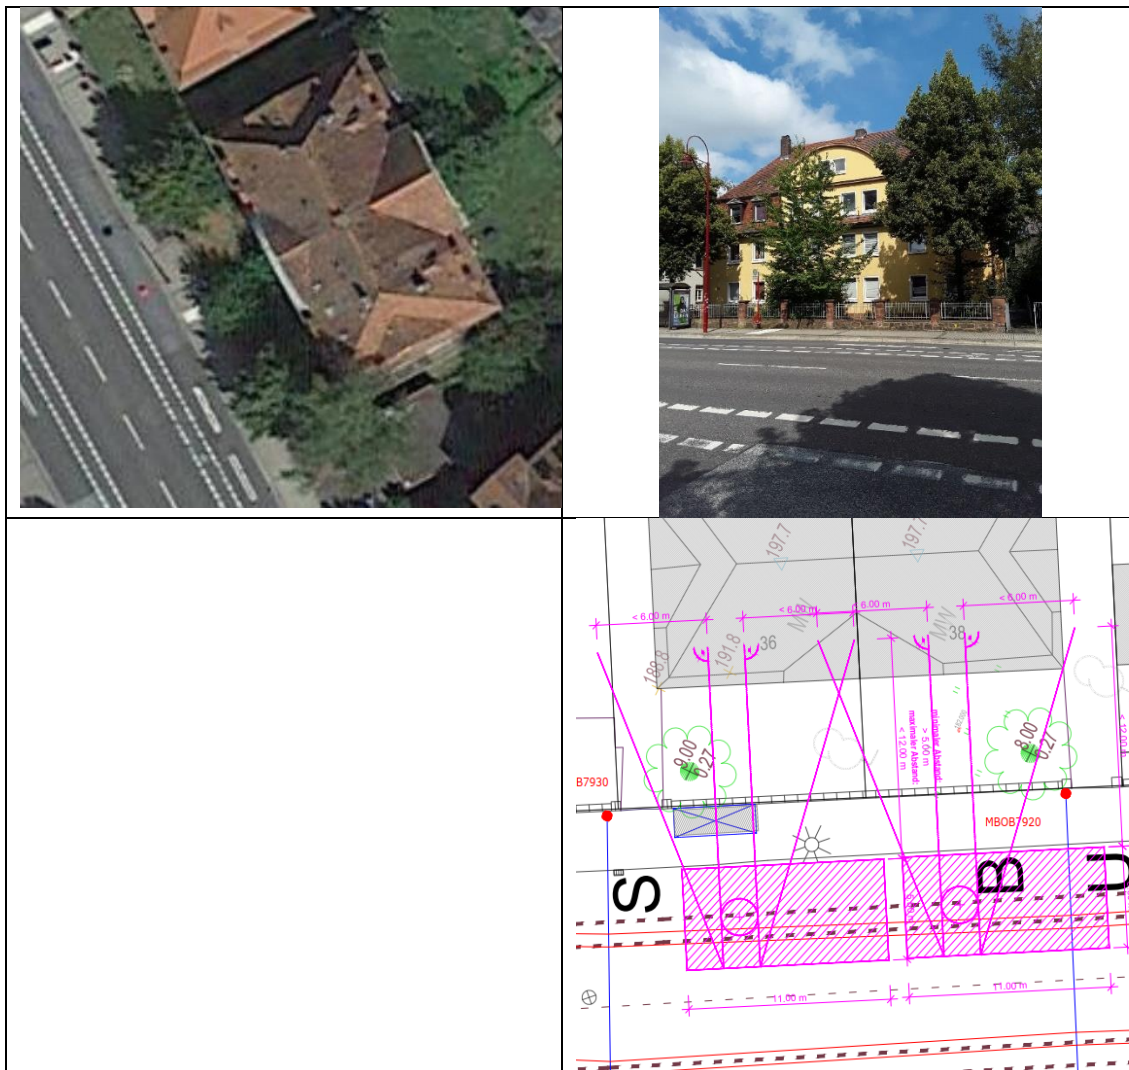 197.7
197.7
< 6.00 m
< 6.00 m
6.00 m
< 6.00 m
MW
36
MW
38
191.8
188.8
9.00
0.27
8.00
0.27
minimaler Abstand:
> 5.00 m
maximaler Abstand:
< 12.00 m
< 12.00 m
B7930
MBOB7920
S
B
U
11.00 m
11.00 m